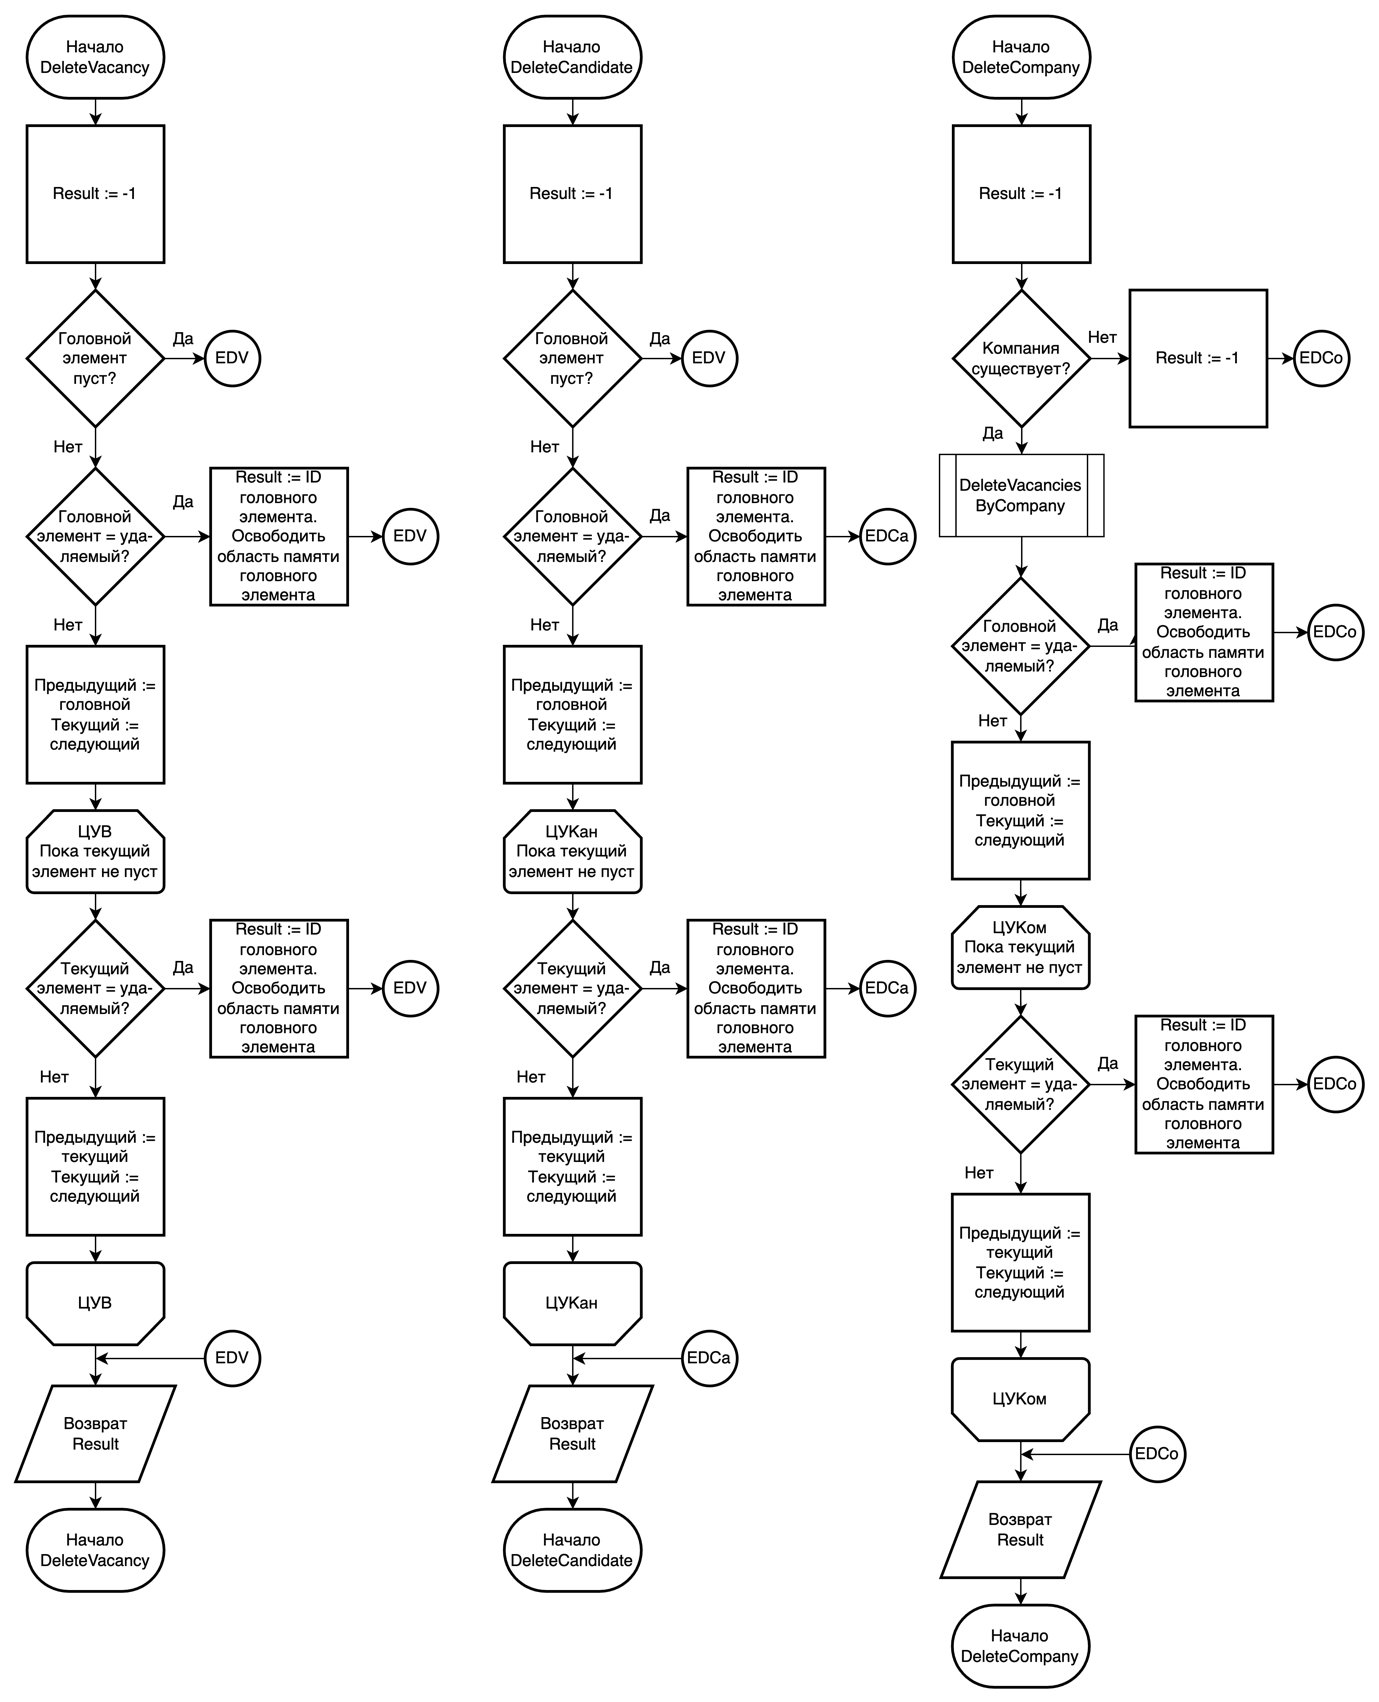 Начало
DeleteVacancy
Result := -1
Головной
элемент
пуст?
Да
EDV
Нет
Головной
элемент = уда-
ляемый?
Да
Result := ID
головного
элемента.
Освободить
область памяти
головного
элемента
EDV
Нет
Предыдущий :=
головной
Текущий :=
следующий
ЦУВ
Пока текущий
элемент не пуст
Текущий
элемент = уда-
ляемый?
Да
Result := ID
головного
элемента.
Освободить
область памяти
головного
элемента
EDV
Нет
Предыдущий :=
текущий
Текущий :=
следующий
ЦУВ
EDV
Возврат
Result
Начало
DeleteVacancy
Начало
DeleteCandidate
Result := -1
Головной
элемент
пуст?
Да
EDV
Нет
Головной
элемент = уда-
ляемый?
Да
Result := ID
головного
элемента.
Освободить
область памяти
головного
элемента
EDCa
Нет
Предыдущий :=
головной
Текущий :=
следующий
ЦУКан
Пока текущий
элемент не пуст
Текущий
элемент = уда-
ляемый?
Да
Result := ID
головного
элемента.
Освободить
область памяти
головного
элемента
EDCa
Нет
Предыдущий :=
текущий
Текущий :=
следующий
ЦУКан
EDCa
Возврат
Result
Начало
DeleteCandidate
Начало
DeleteCompany
Result := -1
Компания
существует?
Нет
Result := -1
EDCo
Да
DeleteVacancies
ByCompany
Головной
элемент = уда-
ляемый?
Да
Result := ID
головного
элемента.
Освободить
область памяти
головного
элемента
EDCo
Нет
Предыдущий :=
головной
Текущий :=
следующий
ЦУКом
Пока текущий
элемент не пуст
Текущий
элемент = уда-
ляемый?
Да
Result := ID
головного
элемента.
Освободить
область памяти
головного
элемента
EDCo
Нет
Предыдущий :=
текущий
Текущий :=
следующий
ЦУКом
EDCo
Возврат
Result
Начало
DeleteCompany